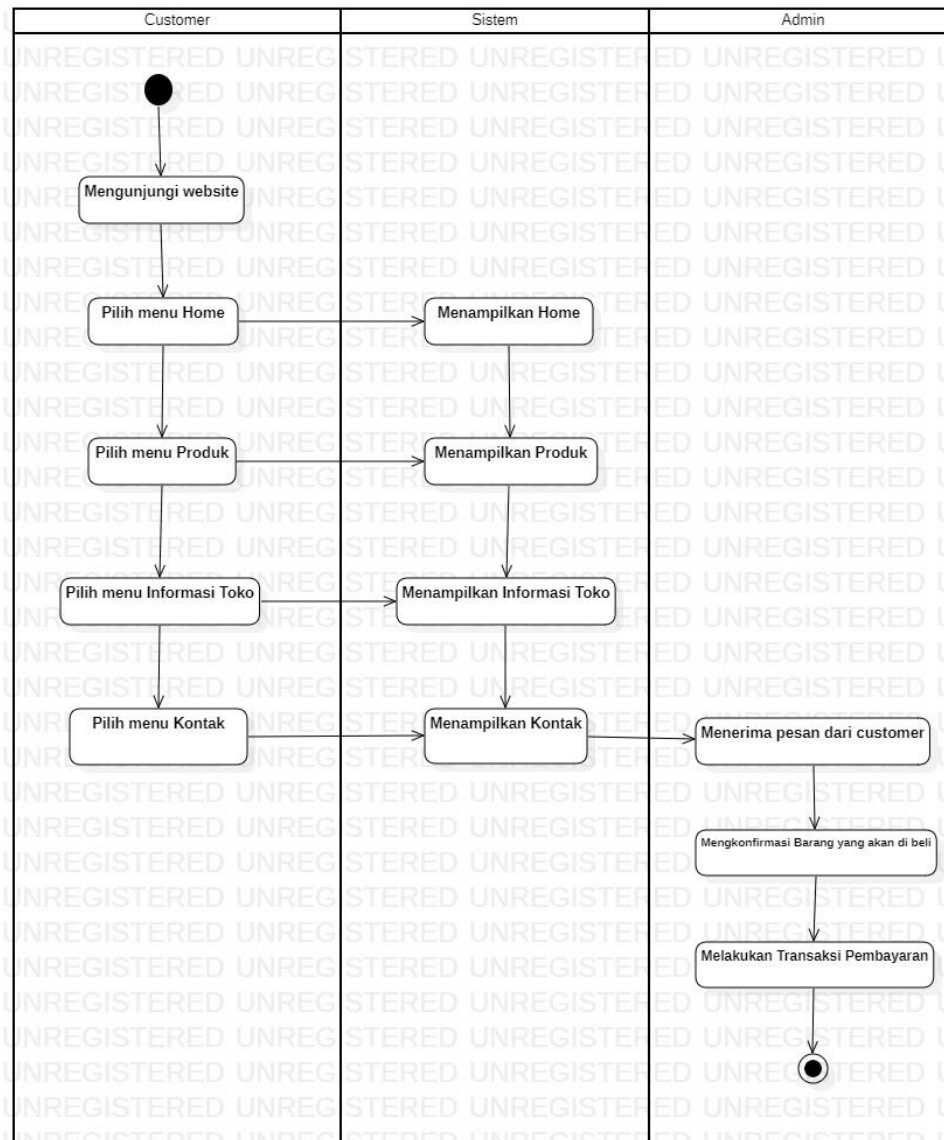 Customer
Sistem
Admin
Mengunjungi website
Pilih menu Home
Menampilkan Home
Pilih menu Produk
Menampilkan Produk
Pilih menu Informasi Toko
Menampilkan Informasi Toko
Pilih menu Kontak
Menampilkan Kontak
Menerima pesan dari customer
Mengkonfirmasi Barang yang akan di beli
Melakukan Transaksi Pembayaran
UNREGISTERED